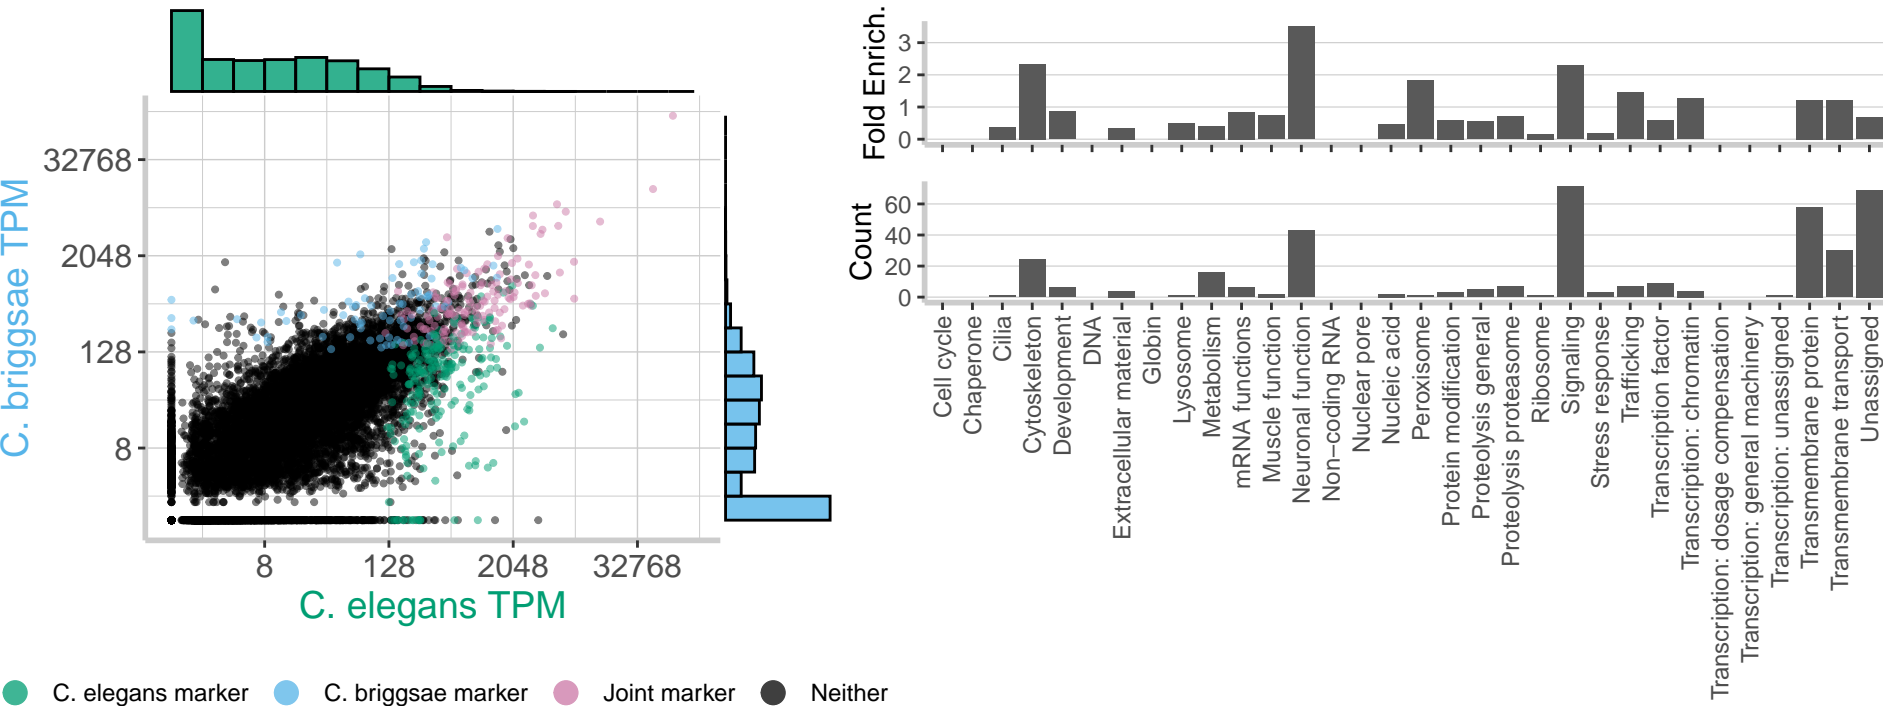 32768
2048
128
8
C. briggsae TPM
8
128
2048
32768
C. elegans TPM
C. elegans marker
C. briggsae marker
Joint marker
Neither
Fold Enrich.
3
2
1
0
Count
60
40
20
0
Cell cycle
Chaperone
Cilia
Cytoskeleton
Development
DNA
Extracellular material
Globin
Lysosome
Metabolism
mRNA functions
Muscle function
Neuronal function
Non−coding RNA
Nuclear pore
Nucleic acid
Peroxisome
Protein modification
Proteolysis general
Proteolysis proteasome
Ribosome
Signaling
Stress response
Trafficking
Transcription factor
Transcription: chromatin
Transcription: dosage compensation
Transcription: general machinery
Transcription: unassigned
Transmembrane protein
Transmembrane transport
Unassigned